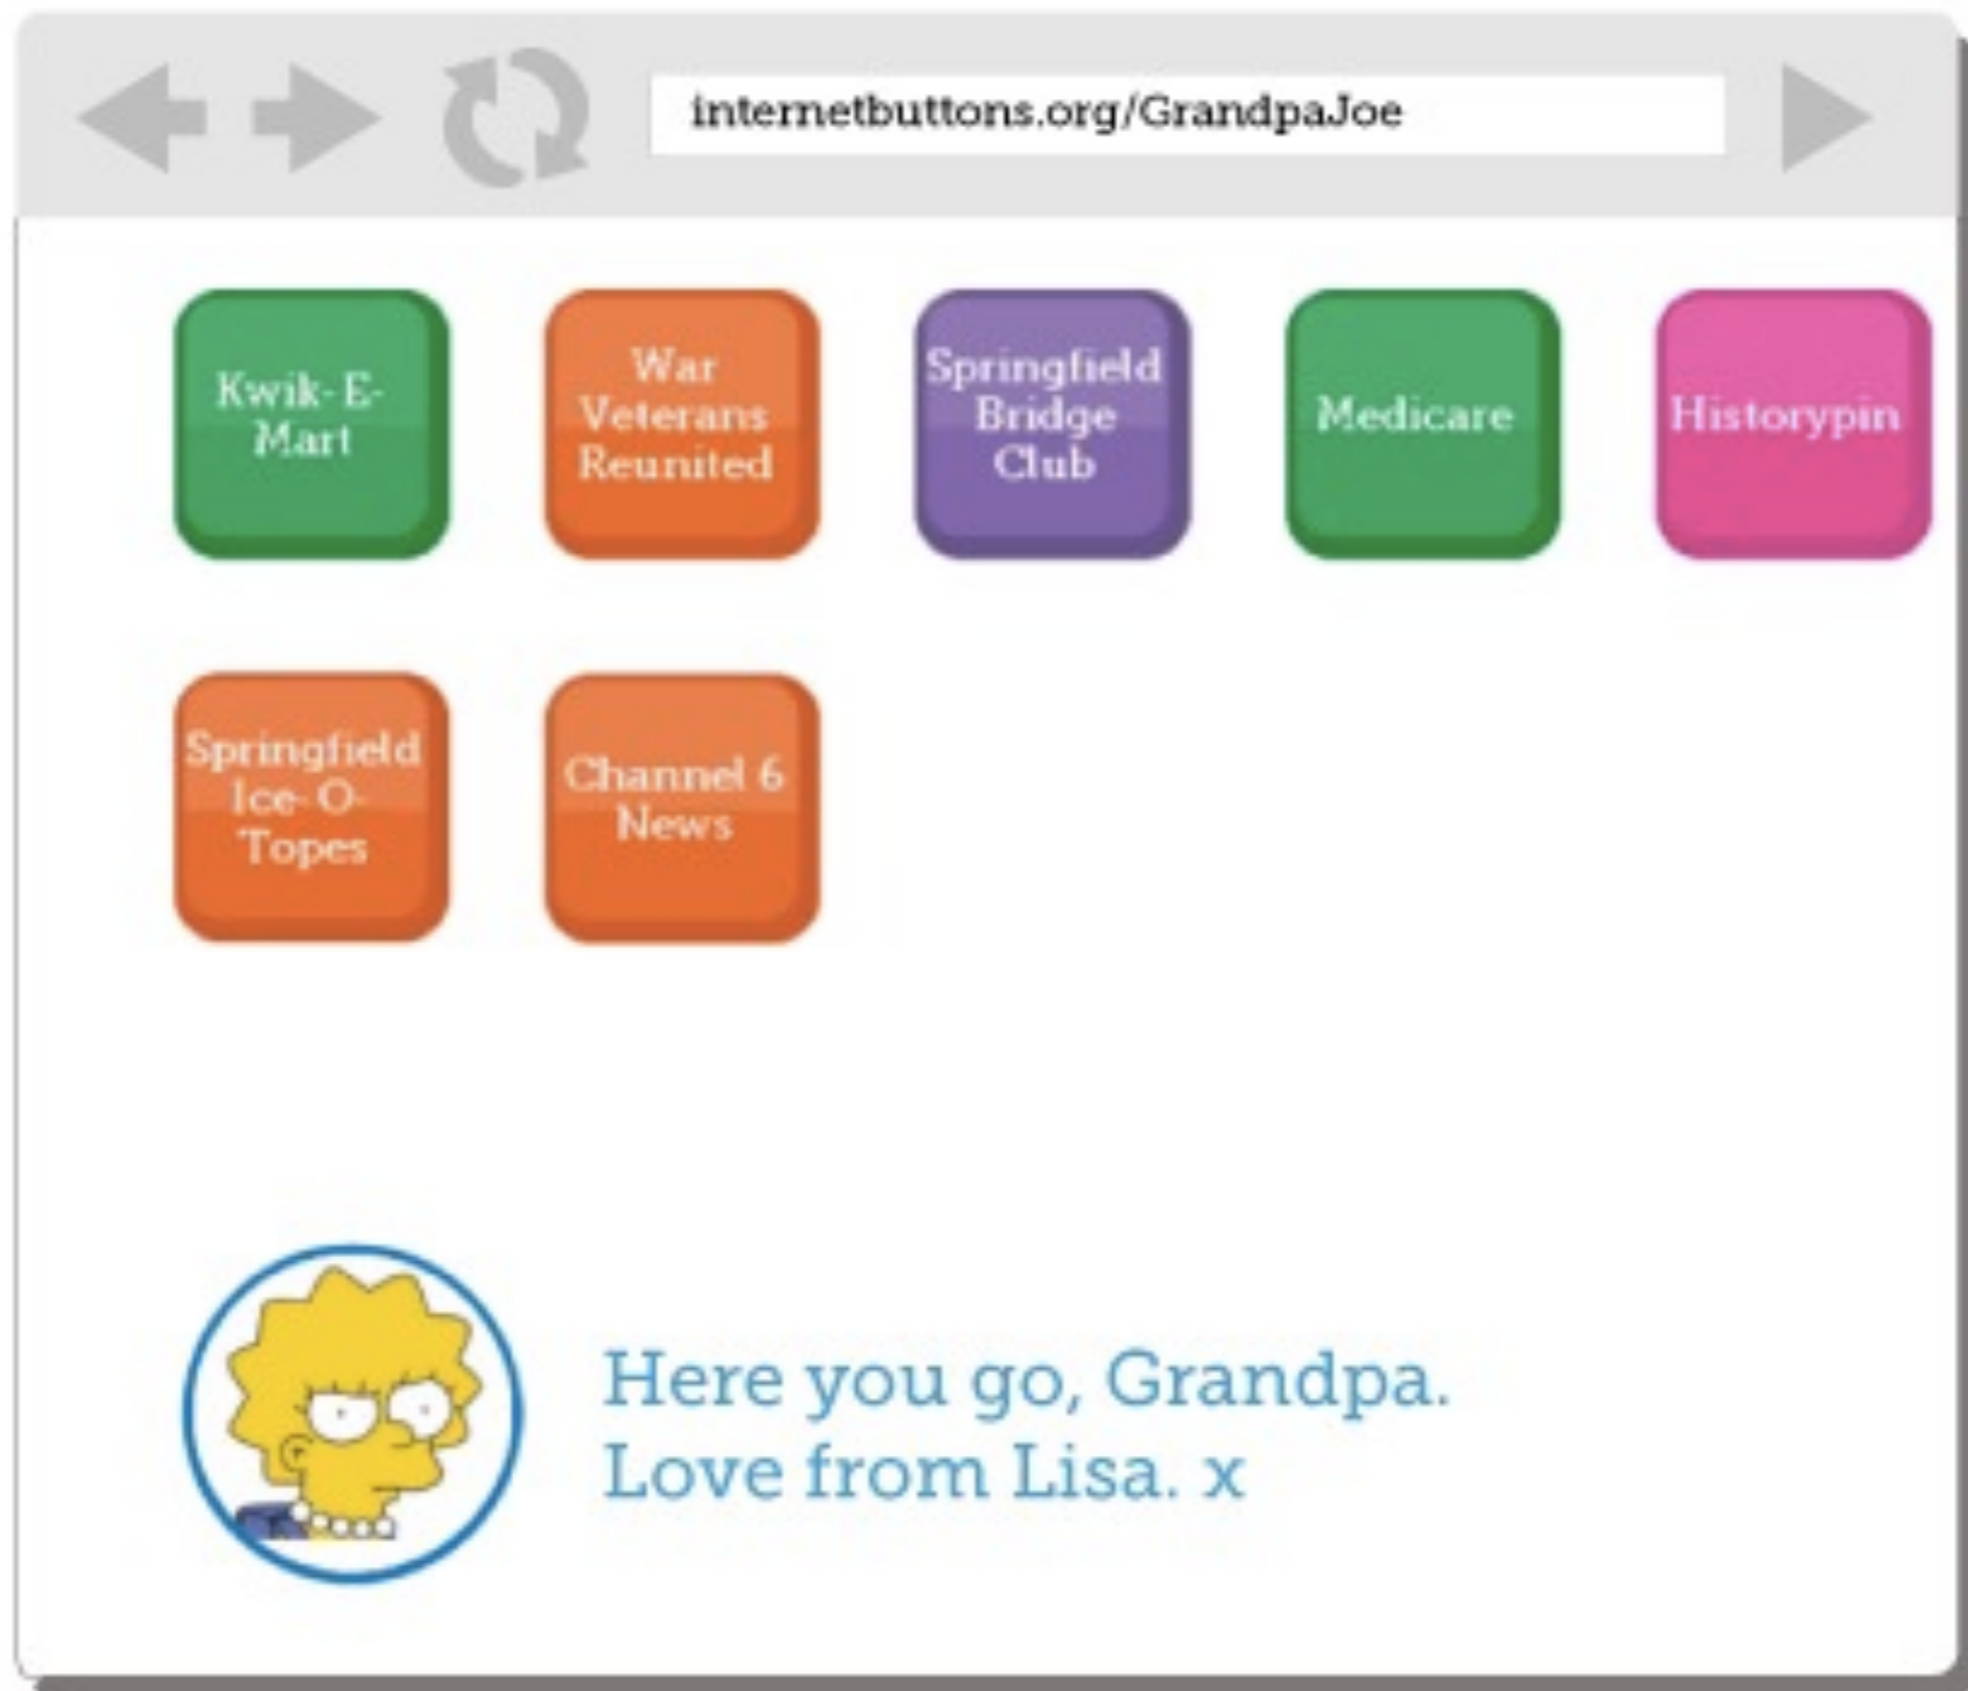 internetbuttons.org/GrandpaJoe
Kwik-E-
Mart
War
Veterans
Reunited
Springfield
Bridge
Club
Medicare
Historypin
Springfield
Ice-O-
Topes
Channel 6
News
Here you go, Grandpa.
Love from Lisa. x